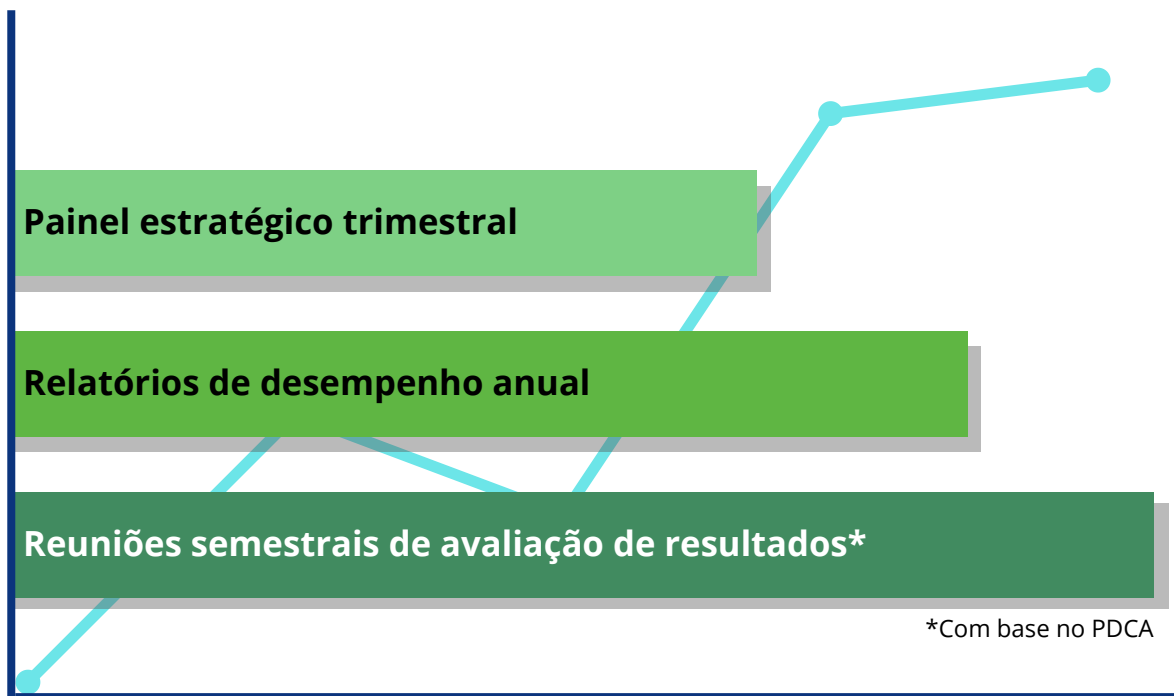 Painel estratégico trimestral
Relatórios de desempenho anual
Reuniões semestrais de avaliação de resultados*
*Com base no PDCA